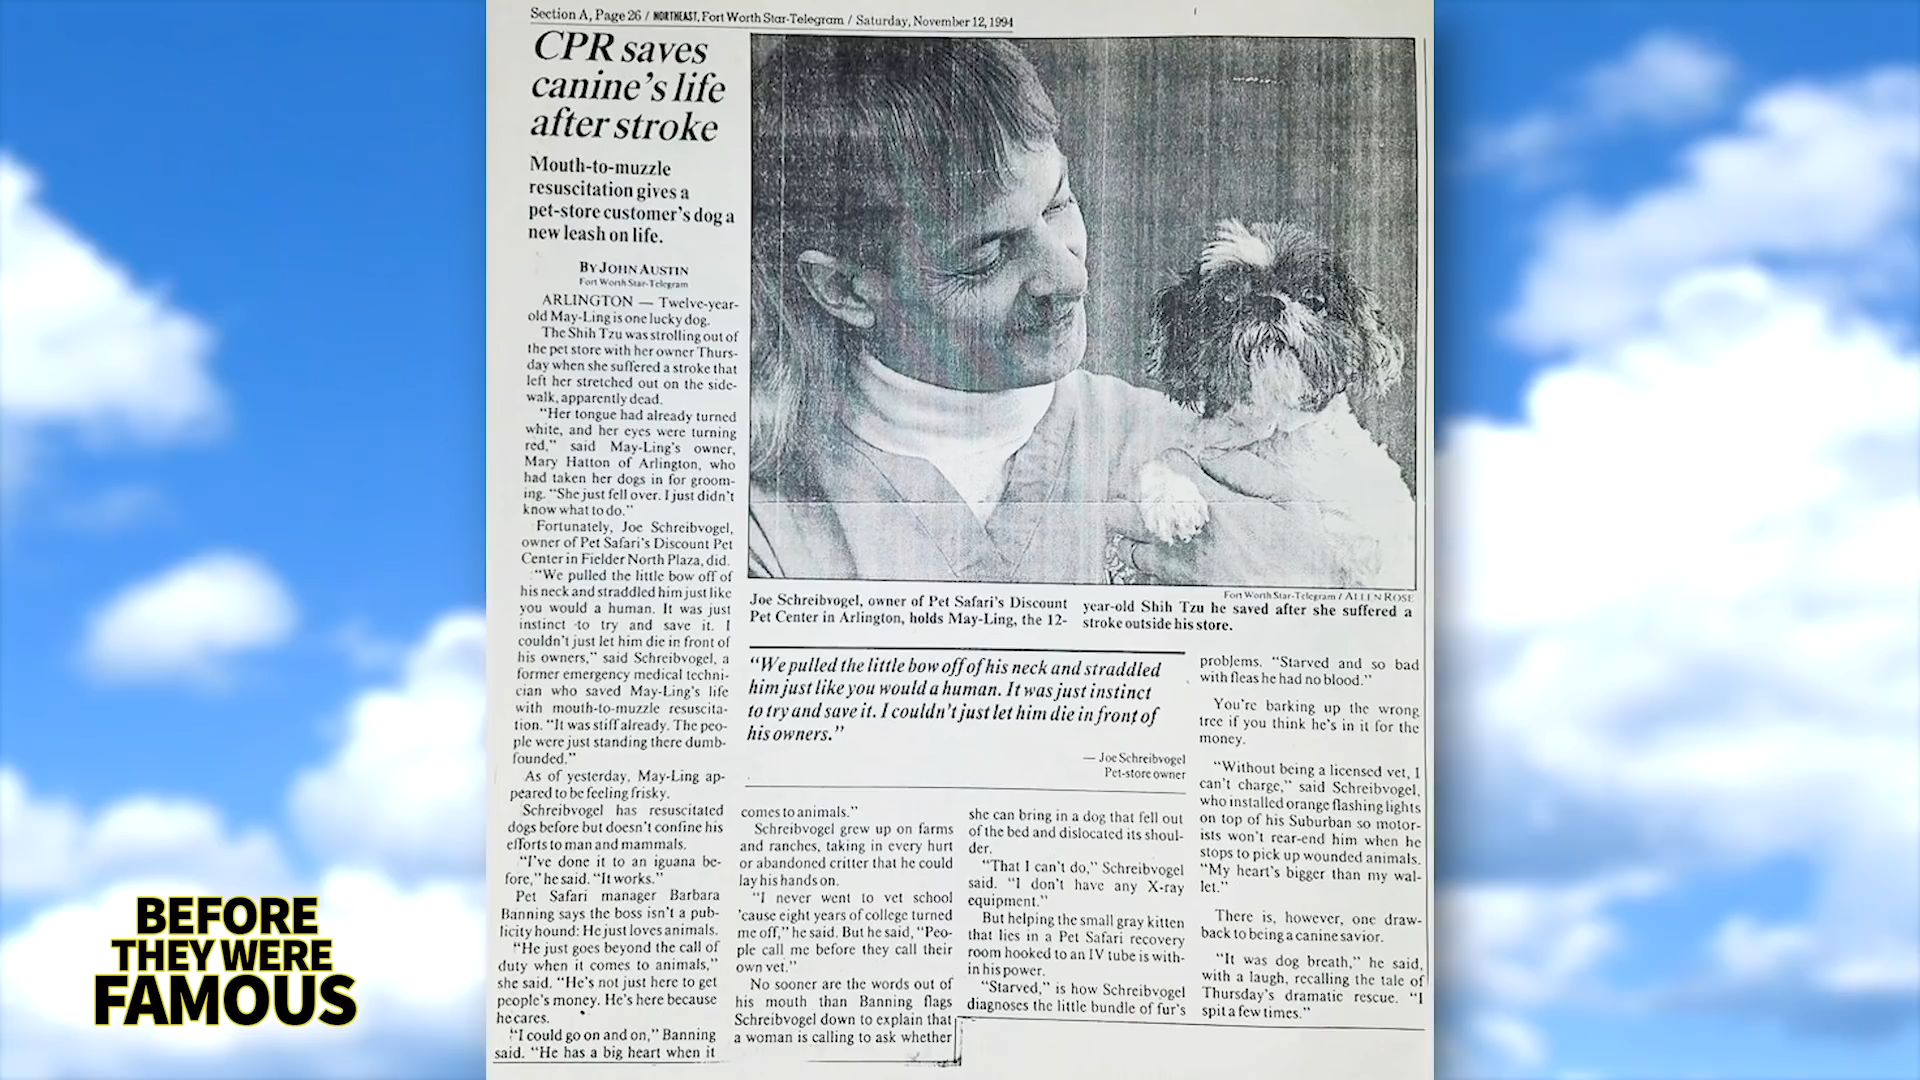 Section A, Page 26 / NORTHEAST, Fort Worth Star-Telegram / Saturday, November 12, 1994
CPR saves
canine's life
after stroke
Mouth-to-muzzle
resuscitation gives a
pet-store customer's dog a
new leash on life.
BY JOHN AUSTIN
Fort Worth Star-Telegram
ARLINGTON — Twelve-year-
old May-Ling is one lucky dog.
The Shih Tzu was strolling out of
the pet store with her owner Thurs-
day when she suffered a stroke that
left her stretched out on the side-
walk, apparently dead.
"Her tongue had already turned
white, and her eyes were turning
red," said May-Ling's owner,
Mary Hatton of Arlington, who
had taken her dogs in for groom-
ing. "She just fell over. I just didn't
know what to do."
Fortunately, Joe Schreibvogel,
owner of Pet Safari's Discount Pet
Center in Fielder North Plaza, did.
"We pulled the little bow off of
his neck and straddled him just like
you would a human. It was just
instinct to try and save it. I
couldn't just let him die in front of
his owners," said Schreibvogel, a
former emergency medical techni-
cian who saved May-Ling's life
with mouth-to-muzzle resuscita-
tion. "It was stiff already. The peo-
ple were just standing there dumb-
founded."
As of yesterday, May-Ling ap-
peared to be feeling frisky.
Schreibvogel has resuscitated
dogs before but doesn't confine his
efforts to man and mammals.
"I've done it to an iguana be-
fore," he said. "It works."
Pet Safari manager Barbara
Banning says the boss isn't a pub-
licity hound: He just loves animals.
"He just goes beyond the call of
duty when it comes to animals,"
she said. "He's not just here to get
people's money. He's here because
he cares.
"I could go on and on," Banning
said. "He has a big heart when it
Fort Worth Star-Telegram / ALLEN ROSE
Joe Schreibvogel, owner of Pet Safari's Discount
Pet Center in Arlington, holds May-Ling, the 12-
year-old Shih Tzu he saved after she suffered a
stroke outside his store.
"We pulled the little bow off of his neck and straddled
him just like you would a human. It was just instinct
to try and save it. I couldn't just let him die in front of
his owners."
— Joe Schreibvogel
Pet-store owner
comes to animals."
Schreibvogel grew up on farms
and ranches, taking in every hurt
or abandoned critter that he could
lay his hands on.
"I never went to vet school
'cause eight years of college turned
me off," he said. But he said, "Peo-
ple call me before they call their
own vet."
No sooner are the words out of
his mouth than Banning flags
Schreibvogel down to explain that
a woman is calling to ask whether
she can bring in a dog that fell out
of the bed and dislocated its shoul-
der.
"That I can't do," Schreibvogel
said. "I don't have any X-ray
equipment."
But helping the small gray kitten
that lies in a Pet Safari recovery
room hooked to an IV tube is with-
in his power.
"Starved," is how Schreibvogel
diagnoses the little bundle of fur's
problems. "Starved and so bad
with fleas he had no blood."
You're barking up the wrong
tree if you think he's in it for the
money.
"Without being a licensed vet, I
can't charge," said Schreibvogel,
who installed orange flashing lights
on top of his Suburban so motor-
ists won't rear-end him when he
stops to pick up wounded animals.
"My heart's bigger than my wal-
let."
There is, however, one draw-
back to being a canine savior.
"It was dog breath," he said,
with a laugh, recalling the tale of
Thursday's dramatic rescue. "I
spit a few times."
BEFORE
THEY WERE
FAMOUS